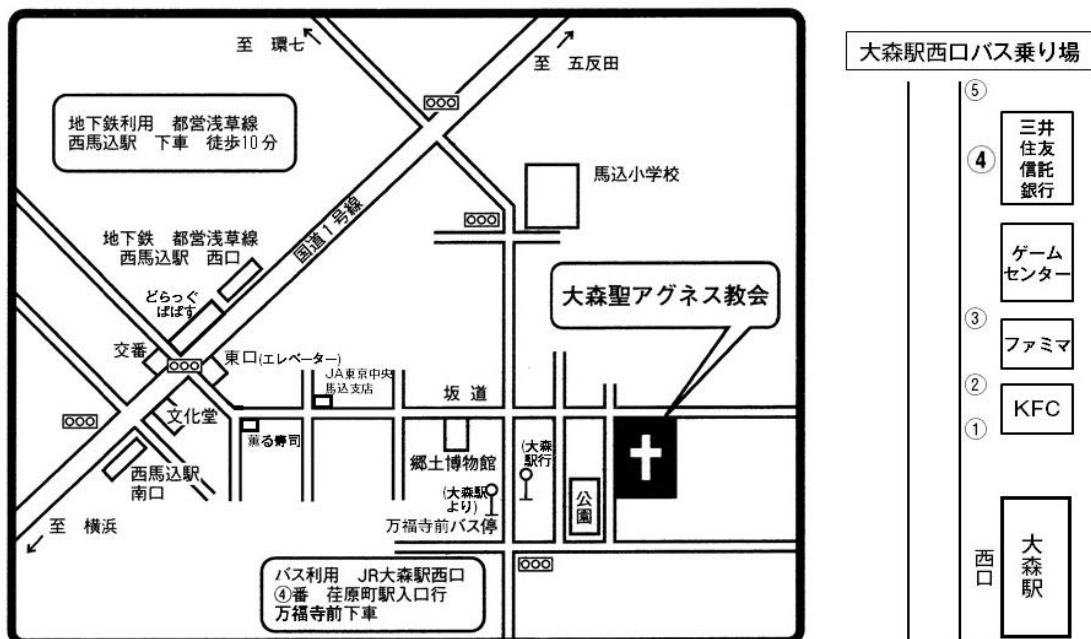 至 環七
至 五反田
地下鉄利用 都営浅草線
西馬込駅 下車 徒歩10分
馬込小学校
国道1号線
地下鉄 都営浅草線
西馬込駅 西口
どらっぐ
ぱぱす
大森聖アグネス教会
交番
東口(エレベーター)
JA東京中央
馬込支店
坂道
文化堂
薫る寿司
郷土博物館
(大森
駅行)
西馬込駅
南口
(大森駅
より)
公園
万福寺前バス停
至 横浜
バス利用 JR大森駅西口
④番 荏原町駅入口行
万福寺前下車
大森駅西口バス乗り場
⑤
三井
住友
信託
銀行
④
ゲーム
センター
③
ファミマ
②
KFC
①
西口
大森駅